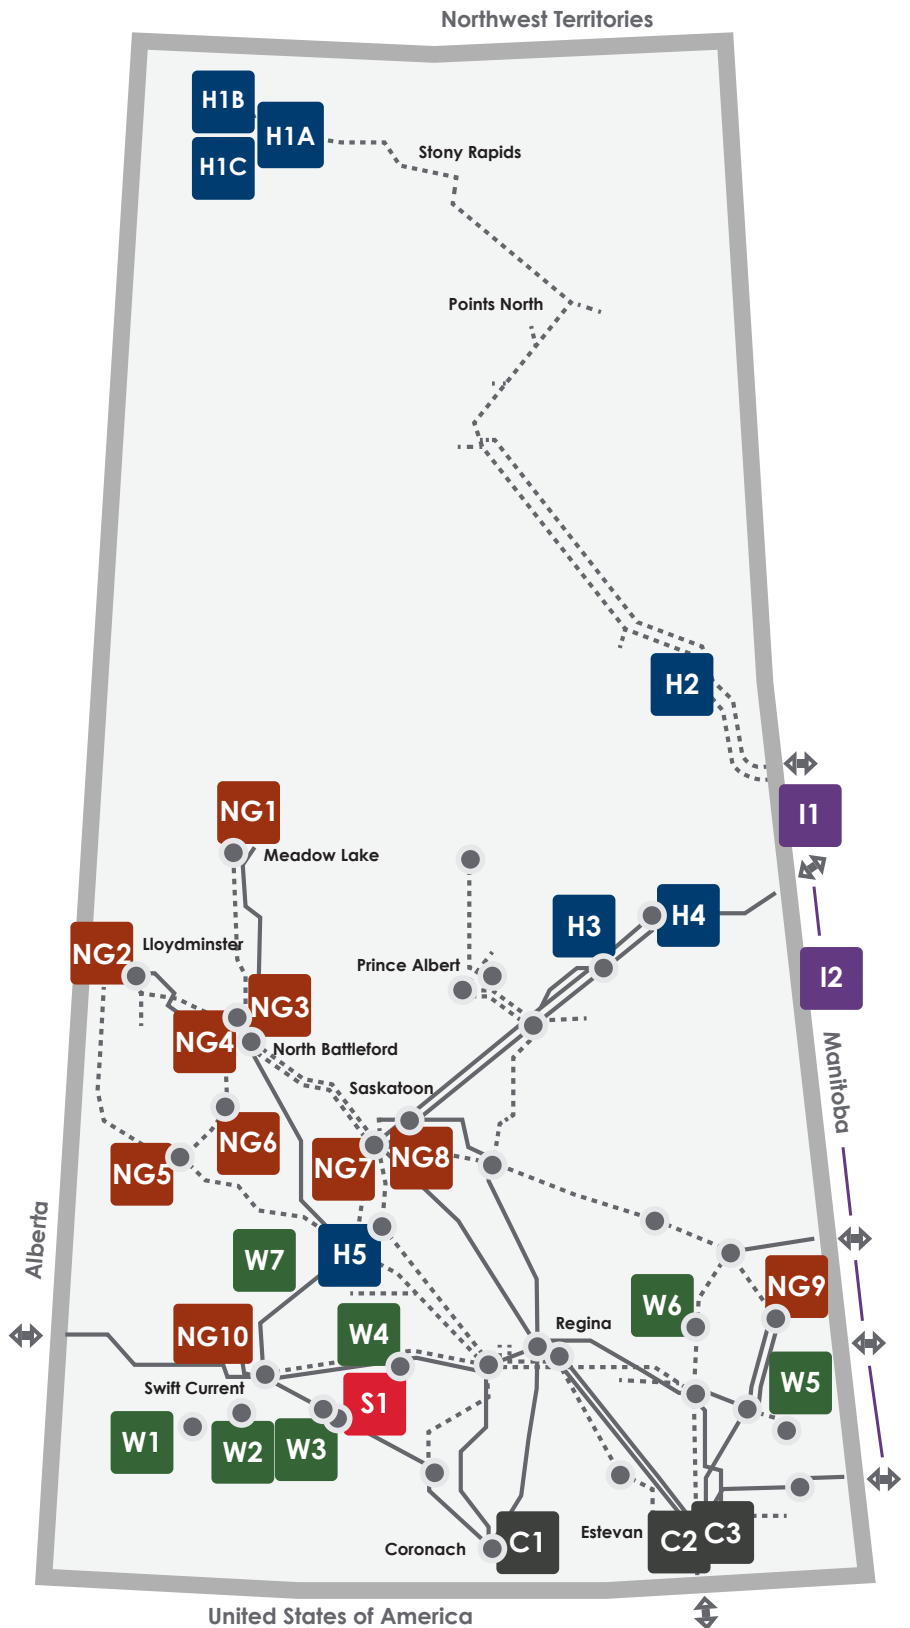 Northwest Territories
H1B
H1A
H1C
Stony Rapids
Points North
H2
I1
NG1
Meadow Lake
H3
H4
NG2
Lloydminster
Prince Albert
I2
NG3
NG4
North Battleford
Manitoba
Saskatoon
NG6
NG7
NG8
NG5
Alberta
W7
H5
NG9
W6
NG10
W4
Regina
Swift Current
W5
S1
W1
W2
W3
Estevan
C1
C2
C3
Coronach
United States of America